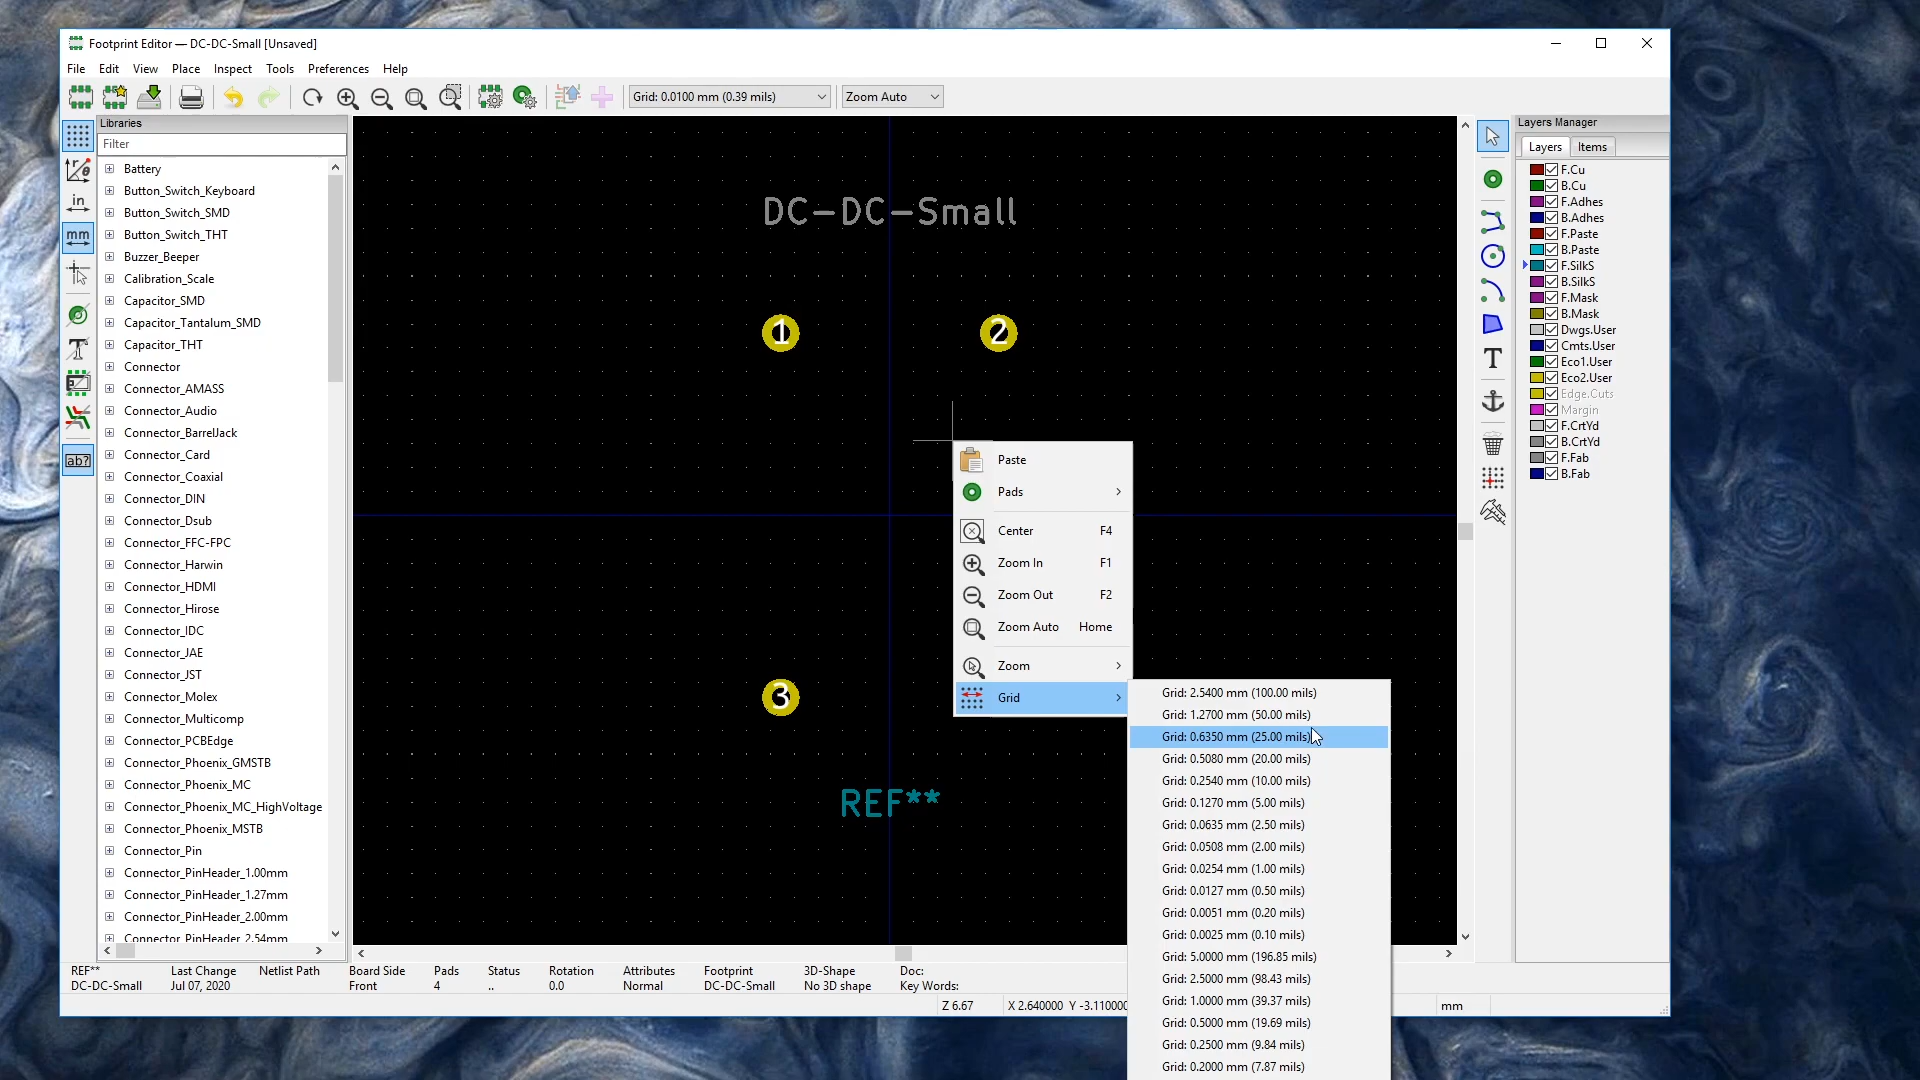 Footprint Editor — DC-DC-Small [Unsaved]
File Edit View Place Inspect Tools Preferences Help
Grid: 0.0100 mm (0.39 mils) Zoom Auto
Libraries
Filter
Battery
Button_Switch_Keyboard
Button_Switch_SMD
Button_Switch_THT
Buzzer_Beeper
Calibration_Scale
Capacitor_SMD
Capacitor_Tantalum_SMD
Capacitor_THT
Connector
Connector_AMASS
Connector_Audio
Connector_BarrelJack
Connector_Card
Connector_Coaxial
Connector_DIN
Connector_Dsub
Connector_FFC-FPC
Connector_Harwin
Connector_HDMI
Connector_Hirose
Connector_IDC
Connector_JAE
Connector_JST
Connector_Molex
Connector_Multicomp
Connector_PCBEdge
Connector_Phoenix_GMSTB
Connector_Phoenix_MC
Connector_Phoenix_MC_HighVoltage
Connector_Phoenix_MSTB
Connector_Pin
Connector_PinHeader_1.00mm
Connector_PinHeader_1.27mm
Connector_PinHeader_2.00mm
Connector_PinHeader_2.54mm
in
mm
ab?
DC-DC-Small
1
2
3
REF**
Paste
Pads
Center F4
Zoom In F1
Zoom Out F2
Zoom Auto Home
Zoom
Grid
Grid: 2.5400 mm (100.00 mils)
Grid: 1.2700 mm (50.00 mils)
Grid: 0.6350 mm (25.00 mils)
Grid: 0.5080 mm (20.00 mils)
Grid: 0.2540 mm (10.00 mils)
Grid: 0.1270 mm (5.00 mils)
Grid: 0.0635 mm (2.50 mils)
Grid: 0.0508 mm (2.00 mils)
Grid: 0.0254 mm (1.00 mils)
Grid: 0.0127 mm (0.50 mils)
Grid: 0.0051 mm (0.20 mils)
Grid: 0.0025 mm (0.10 mils)
Grid: 5.0000 mm (196.85 mils)
Grid: 2.5000 mm (98.43 mils)
Grid: 1.0000 mm (39.37 mils)
Grid: 0.5000 mm (19.69 mils)
Grid: 0.2500 mm (9.84 mils)
Grid: 0.2000 mm (7.87 mils)
T
Layers Manager
Layers Items
F.Cu
B.Cu
F.Adhes
B.Adhes
F.Paste
B.Paste
F.SilkS
B.SilkS
F.Mask
B.Mask
Dwgs.User
Cmts.User
Eco1.User
Eco2.User
Edge.Cuts
Margin
F.CrtYd
B.CrtYd
F.Fab
B.Fab
REF** Last Change Netlist Path Board Side Pads Status Rotation Attributes Footprint 3D-Shape Doc:
DC-DC-Small Jul 07, 2020 Front 4 .. 0.0 Normal DC-DC-Small No 3D shape Key Words:
Z 6.67 X 2.640000 Y -3.110000 mm